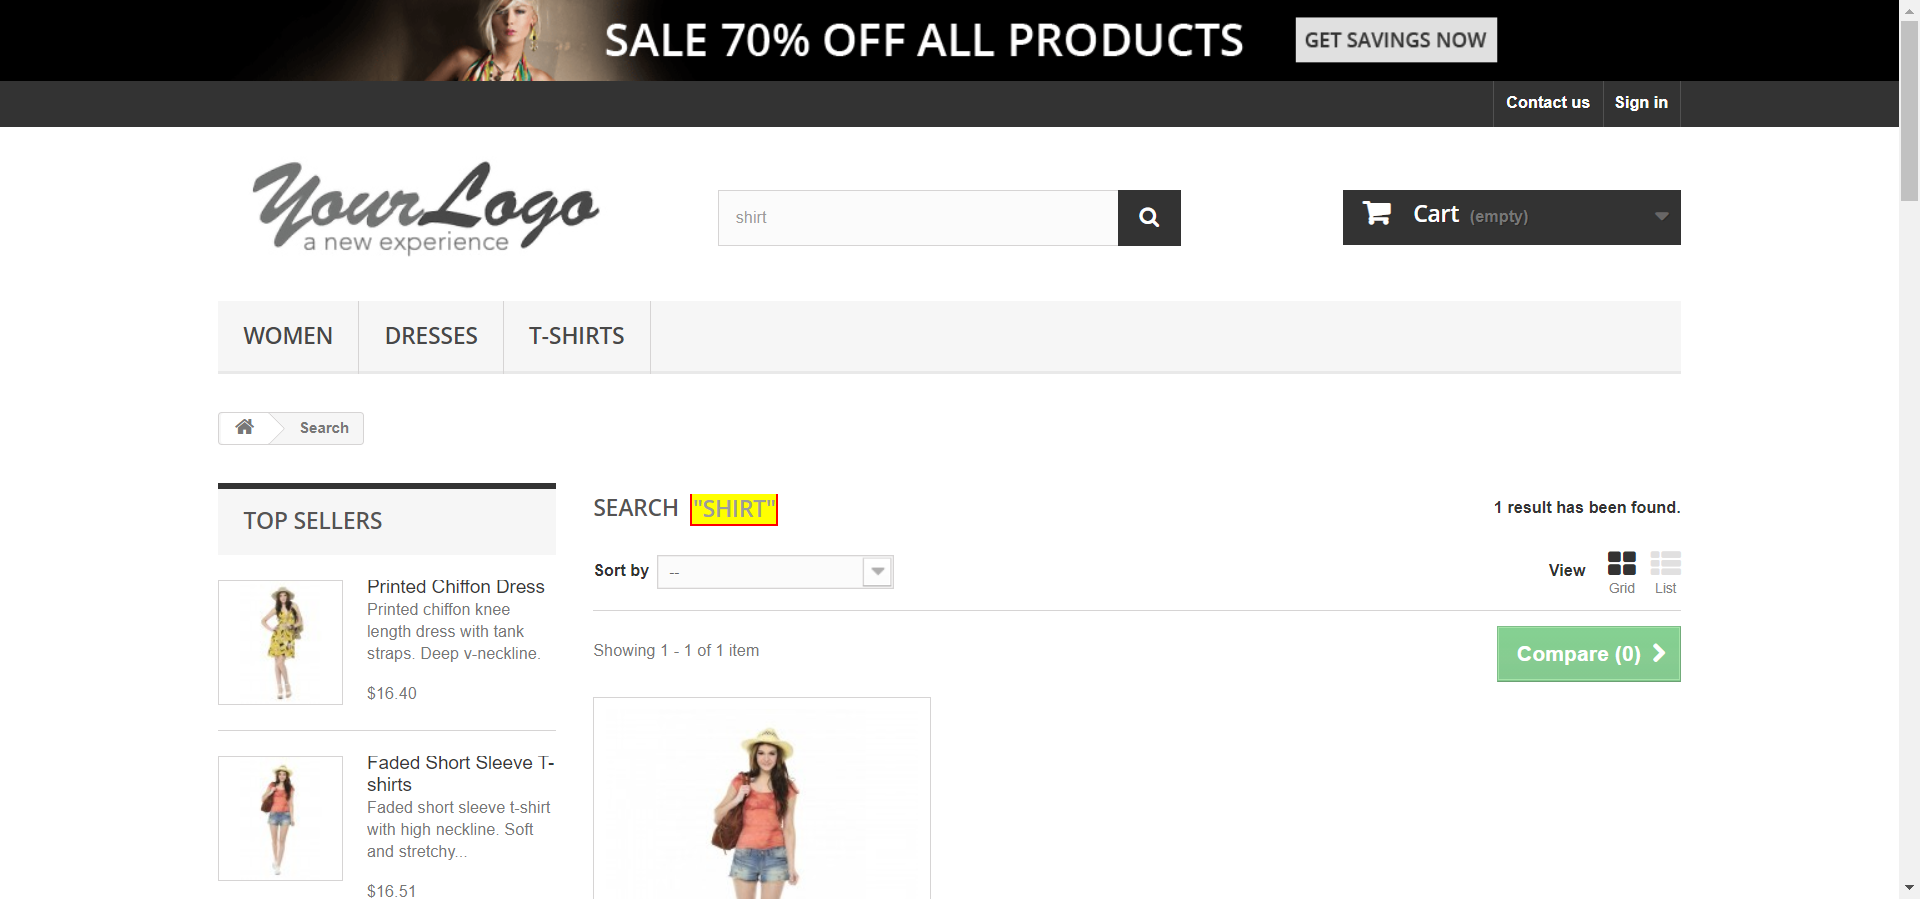 SALE 70% OFF ALL PRODUCTS
GET SAVINGS NOW
Contact us
Sign in
YourLogo
a new experience
shirt
Cart (empty)
WOMEN
DRESSES
T-SHIRTS
Search
TOP SELLERS
Printed Chiffon Dress
Printed chiffon knee
length dress with tank
straps. Deep v-neckline.
$16.40
Faded Short Sleeve T-
shirts
Faded short sleeve t-shirt
with high neckline. Soft
and stretchy...
$16.51
SEARCH "SHIRT"
1 result has been found.
Sort by --
View
Grid
List
Showing 1 - 1 of 1 item
Compare (0)